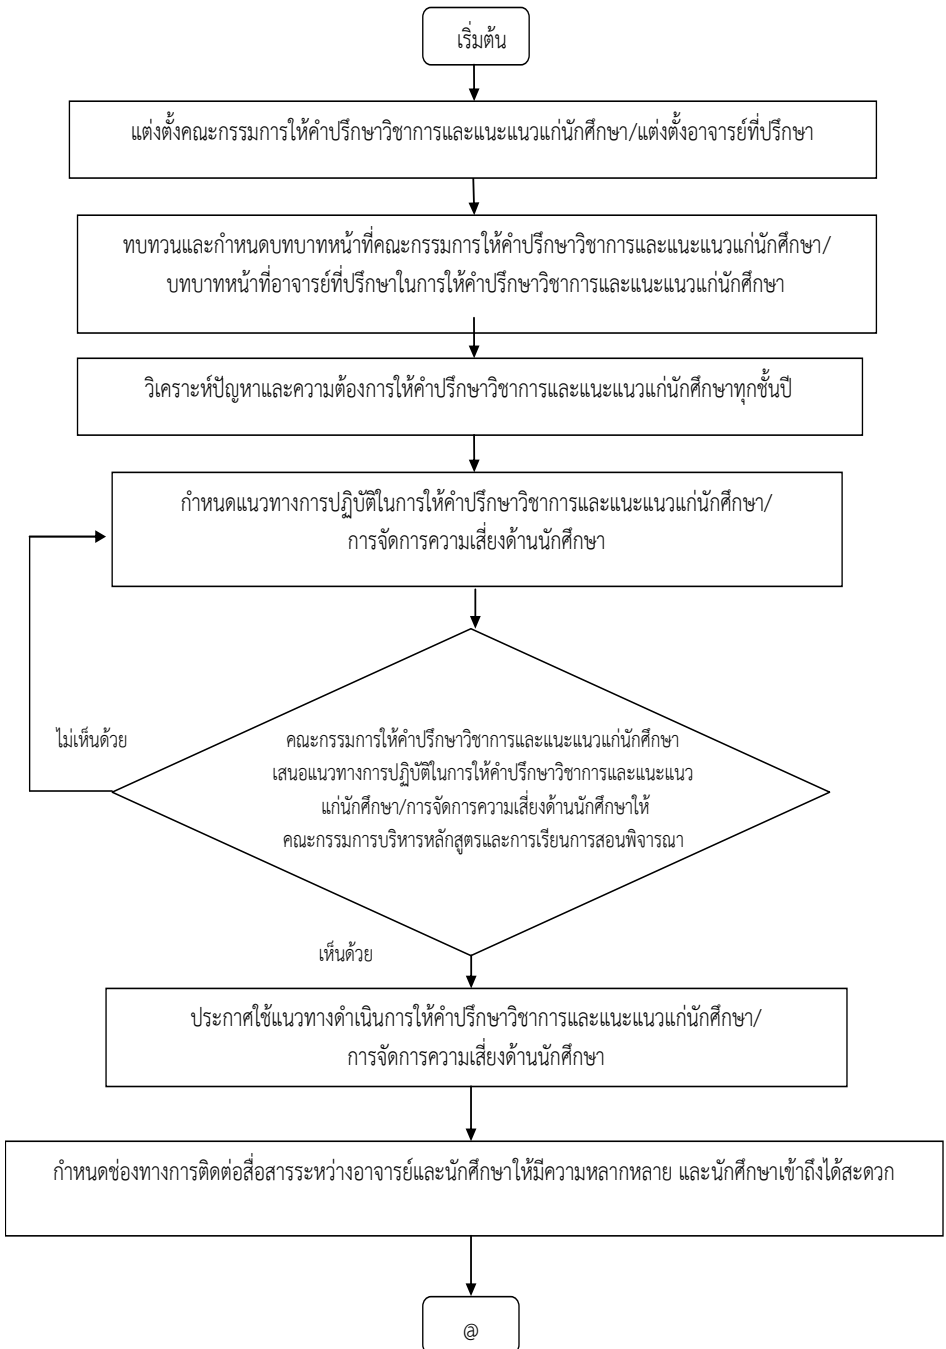 เริ่มต้น
แต่งตั้งคณะกรรมการให้คำปรึกษาวิชาการและแนะแนวแก่นักศึกษา/แต่งตั้งอาจารย์ที่ปรึกษา
ทบทวนและกำหนดบทบาทหน้าที่คณะกรรมการให้คำปรึกษาวิชาการและแนะแนวแก่นักศึกษา/
บทบาทหน้าที่อาจารย์ที่ปรึกษาในการให้คำปรึกษาวิชาการและแนะแนวแก่นักศึกษา
วิเคราะห์ปัญหาและความต้องการให้คำปรึกษาวิชาการและแนะแนวแก่นักศึกษาทุกชั้นปี
กำหนดแนวทางการปฏิบัติในการให้คำปรึกษาวิชาการและแนะแนวแก่นักศึกษา/
การจัดการความเสี่ยงด้านนักศึกษา
ไม่เห็นด้วย
คณะกรรมการให้คำปรึกษาวิชาการและแนะแนวแก่นักศึกษา
เสนอแนวทางการปฏิบัติในการให้คำปรึกษาวิชาการและแนะแนว
แก่นักศึกษา/การจัดการความเสี่ยงด้านนักศึกษาให้
คณะกรรมการบริหารหลักสูตรและการเรียนการสอนพิจารณา
เห็นด้วย
ประกาศใช้แนวทางดำเนินการให้คำปรึกษาวิชาการและแนะแนวแก่นักศึกษา/
การจัดการความเสี่ยงด้านนักศึกษา
กำหนดช่องทางการติดต่อสื่อสารระหว่างอาจารย์และนักศึกษาให้มีความหลากหลาย และนักศึกษาเข้าถึงได้สะดวก
@